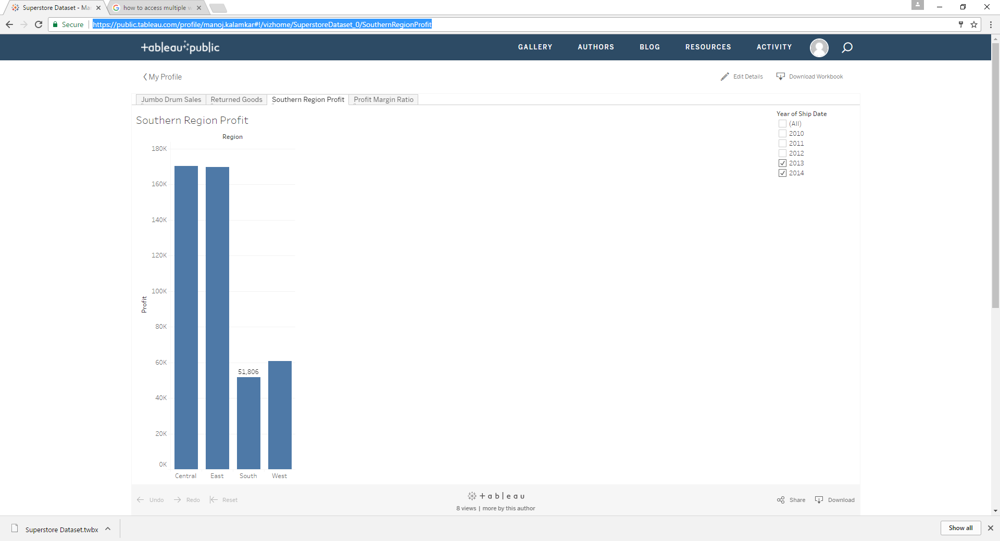 Superstore Dataset - Ma
how to access multiple w
Secure
https://public.tableau.com/profile/manoj.kalamkar#!/vizhome/SuperstoreDataset_0/SouthernRegionProfit
+ableau public
GALLERY AUTHORS BLOG RESOURCES ACTIVITY
My Profile
Edit Details Download Workbook
Jumbo Drum Sales Returned Goods Southern Region Profit Profit Margin Ratio
Southern Region Profit
Region
180K
160K
140K
120K
100K
80K
60K
40K
20K
0K
Profit
51,806
Central East South West
Year of Ship Date
(All)
2010
2011
2012
2013
2014
Undo Redo Reset
+ableau
8 views | more by this author
Share Download
Superstore Dataset.twbx
Show all